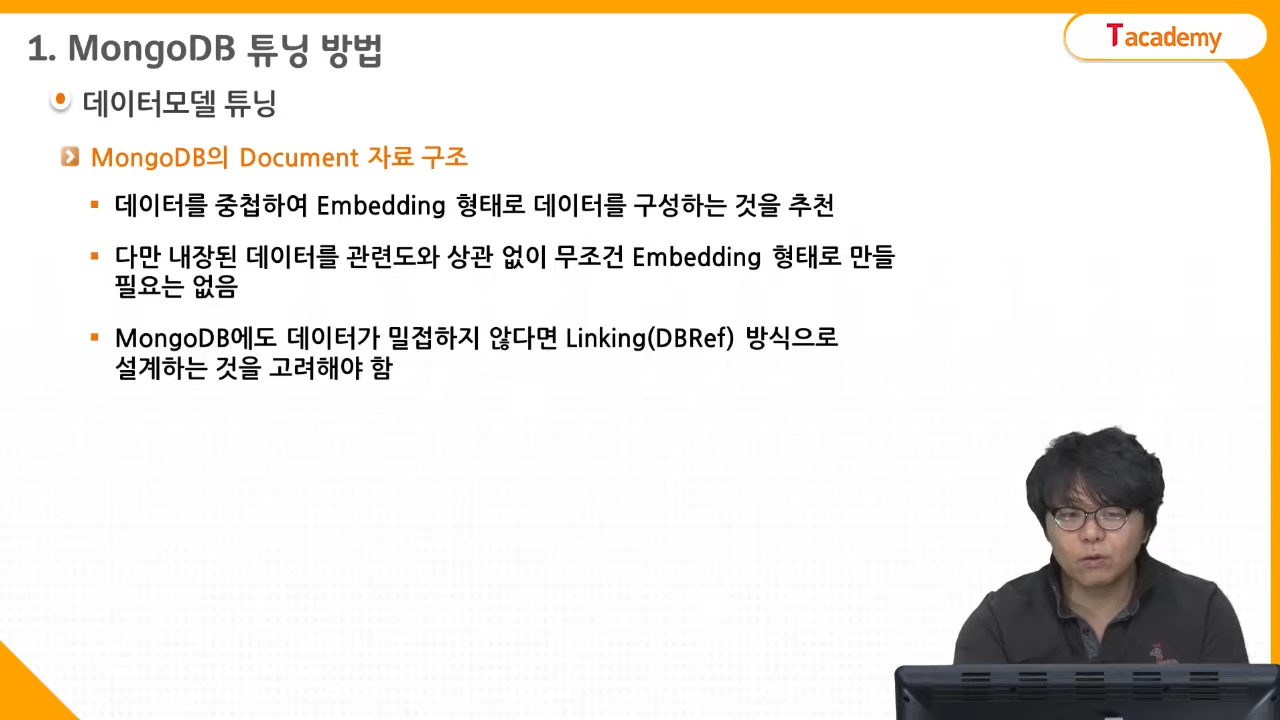 1. MongoDB 튜닝 방법
Tacademy
데이터모델 튜닝
MongoDB의 Document 자료 구조
데이터를 중첩하여 Embedding 형태로 데이터를 구성하는 것을 추천
다만 내장된 데이터를 관련도와 상관 없이 무조건 Embedding 형태로 만들
필요는 없음
MongoDB에도 데이터가 밀접하지 않다면 Linking(DBRef) 방식으로
설계하는 것을 고려해야 함